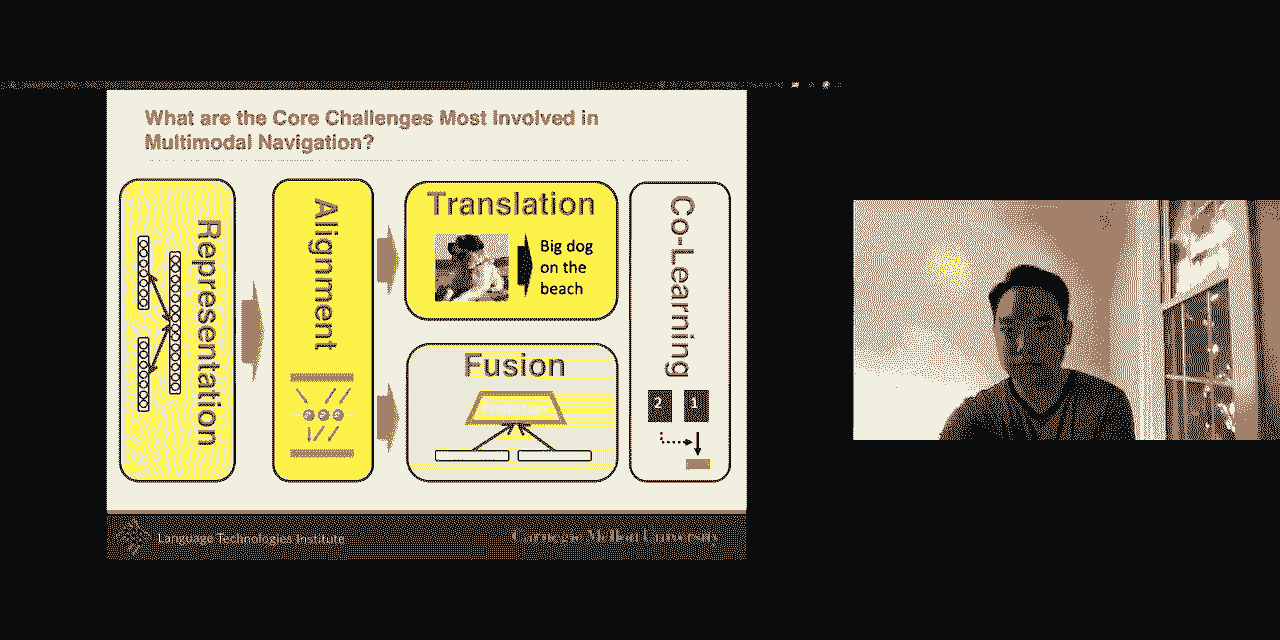 What are the Core Challenges Most Involved in
Multimodal Navigation?
Representation
Alignment
Translation
Big dog
on the
beach
Fusion
Co-Learning
2 1
Language Technologies Institute
Carnegie Mellon University